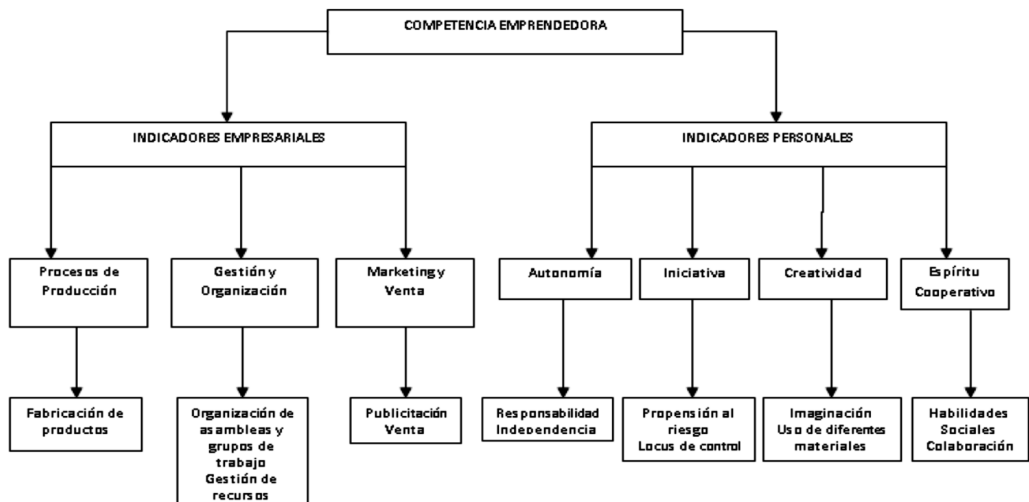 COMPETENCIA EMPRENDEDORA
INDICADORES EMPRESARIALES
INDICADORES PERSONALES
Procesos de
Producción
Gestión y
Organización
Marketing y
Venta
Autonomía
Iniciativa
Creatividad
Espíritu
Cooperativo
Fabricación de
productos
Organización de
asambleas y
grupos de
trabajo
Gestión de
recursos
Publicitación
Venta
Responsabilidad
Independencia
Propensión al
riesgo
Locus de control
Imaginación
Uso de diferentes
materiales
Habilidades
Sociales
Colaboración